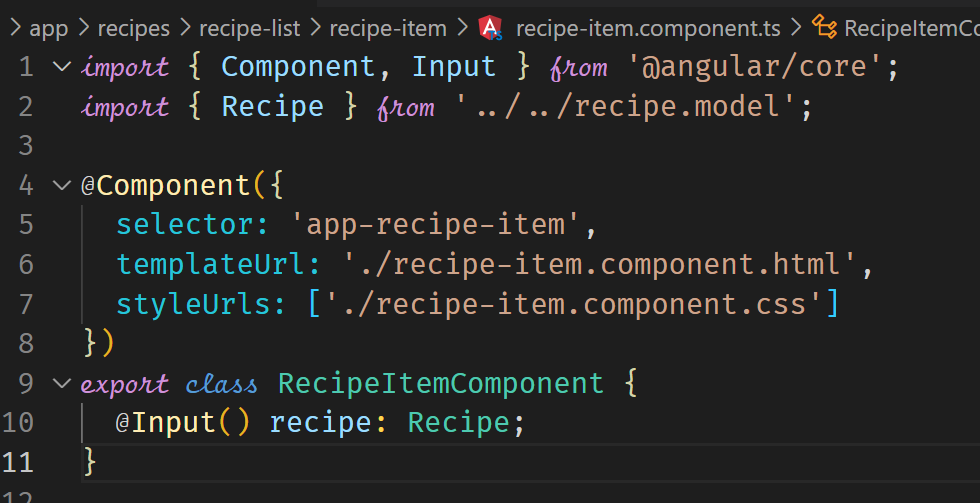 app > recipes > recipe-list > recipe-item > recipe-item.component.ts > RecipeItemCo
1 import { Component, Input } from '@angular/core';
2 import { Recipe } from '../../recipe.model';
3
4 @Component({
5   selector: 'app-recipe-item',
6   templateUrl: './recipe-item.component.html',
7   styleUrls: ['./recipe-item.component.css']
8 })
9 export class RecipeItemComponent {
10   @Input() recipe: Recipe;
11 }
12